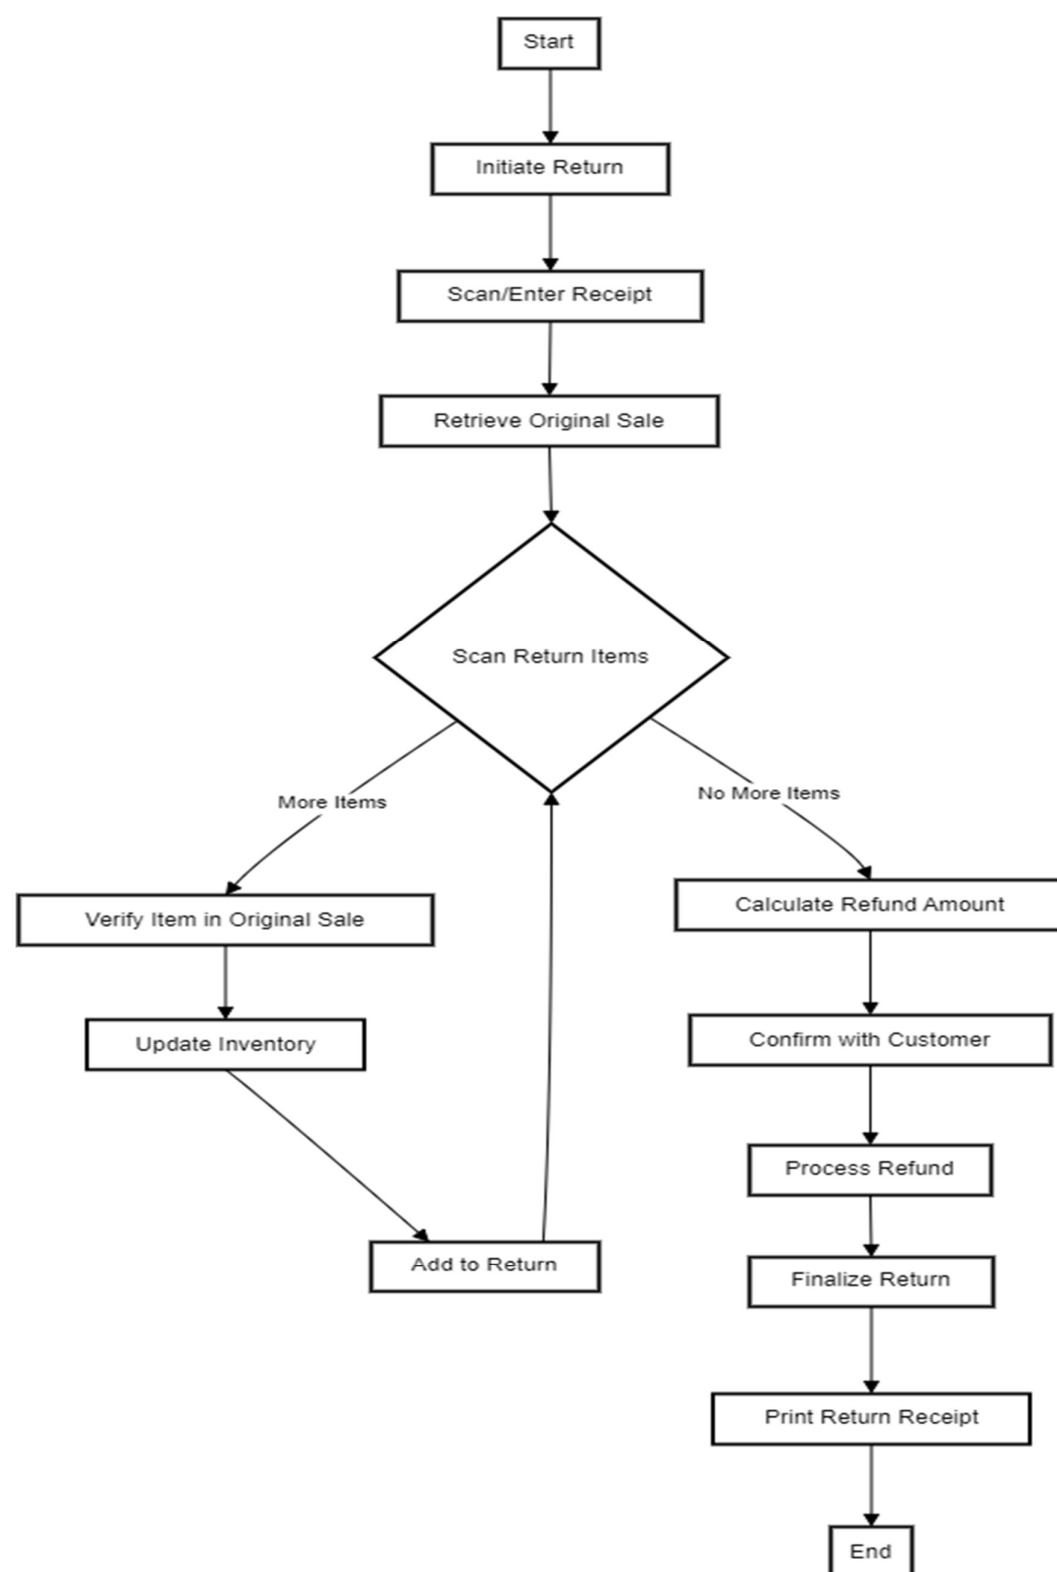 Start
Initiate Return
Scan/Enter Receipt
Retrieve Original Sale
Scan Return Items
More Items
No More Items
Verify Item in Original Sale
Update Inventory
Add to Return
Calculate Refund Amount
Confirm with Customer
Process Refund
Finalize Return
Print Return Receipt
End